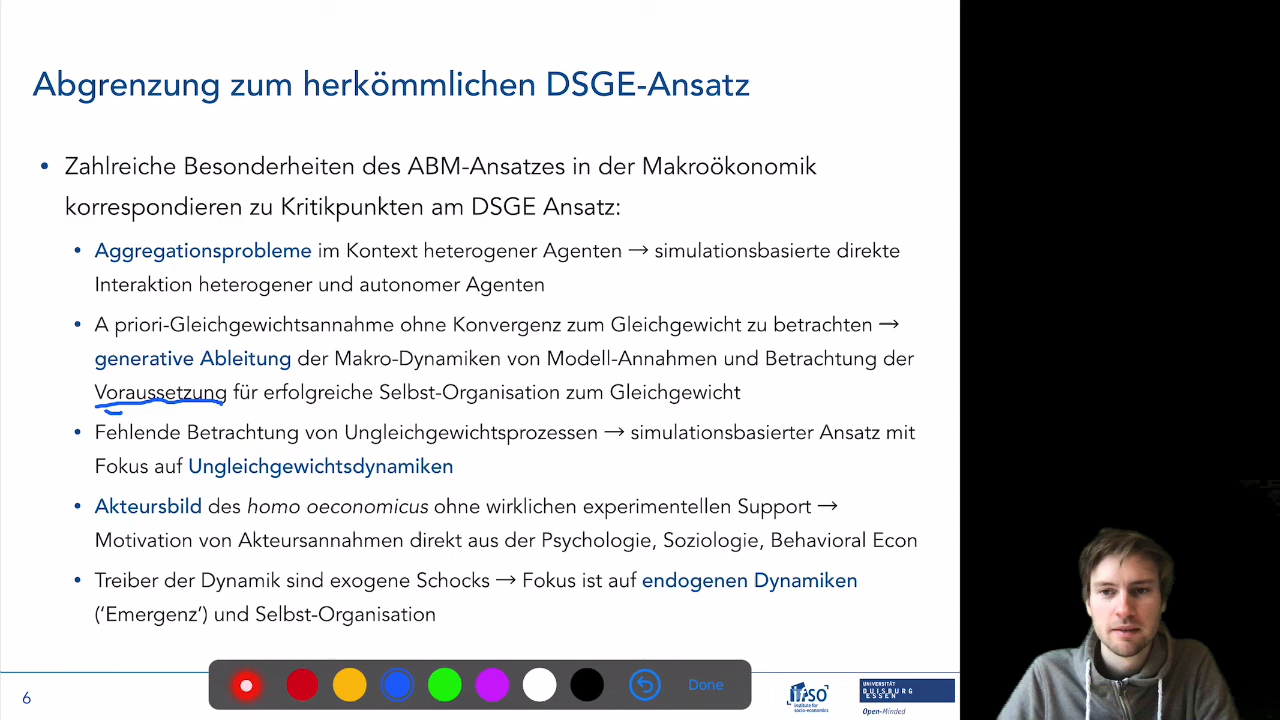 Abgrenzung zum herkömmlichen DSGE-Ansatz
• Zahlreiche Besonderheiten des ABM-Ansatzes in der Makroökonomik
korrespondieren zu Kritikpunkten am DSGE Ansatz:
• Aggregationsprobleme im Kontext heterogener Agenten → simulationsbasierte direkte
Interaktion heterogener und autonomer Agenten
• A priori-Gleichgewichtsannahme ohne Konvergenz zum Gleichgewicht zu betrachten →
generative Ableitung der Makro-Dynamiken von Modell-Annahmen und Betrachtung der
Voraussetzung für erfolgreiche Selbst-Organisation zum Gleichgewicht
• Fehlende Betrachtung von Ungleichgewichtsprozessen → simulationsbasierter Ansatz mit
Fokus auf Ungleichgewichtsdynamiken
• Akteursbild des homo oeconomicus ohne wirklichen experimentellen Support →
Motivation von Akteursannahmen direkt aus der Psychologie, Soziologie, Behavioral Econ
• Treiber der Dynamik sind exogene Schocks → Fokus ist auf endogenen Dynamiken
(‘Emergenz’) und Selbst-Organisation
Done
6
ifso
institute for
socio-economics
UNIVERSITÄT
DUISBURG
ESSEN
Open-Minded